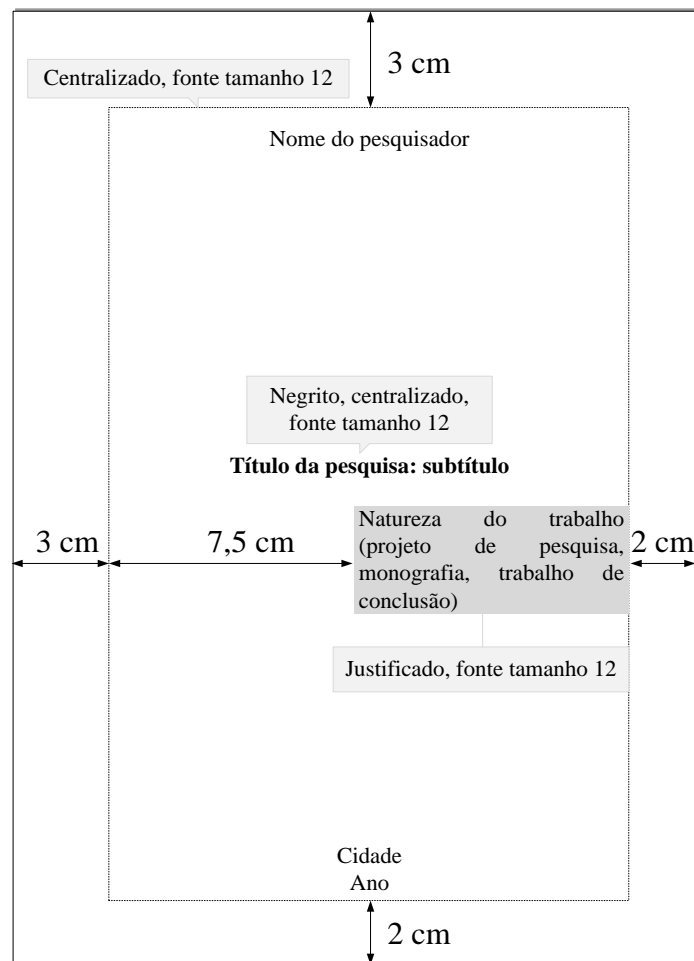 3 cm
Centralizado, fonte tamanho 12
Nome do pesquisador
Negrito, centralizado,
fonte tamanho 12
Título da pesquisa: subtítulo
3 cm
7,5 cm
Natureza do trabalho
(projeto de pesquisa,
monografia, trabalho de
conclusão)
2 cm
Justificado, fonte tamanho 12
Cidade
Ano
2 cm